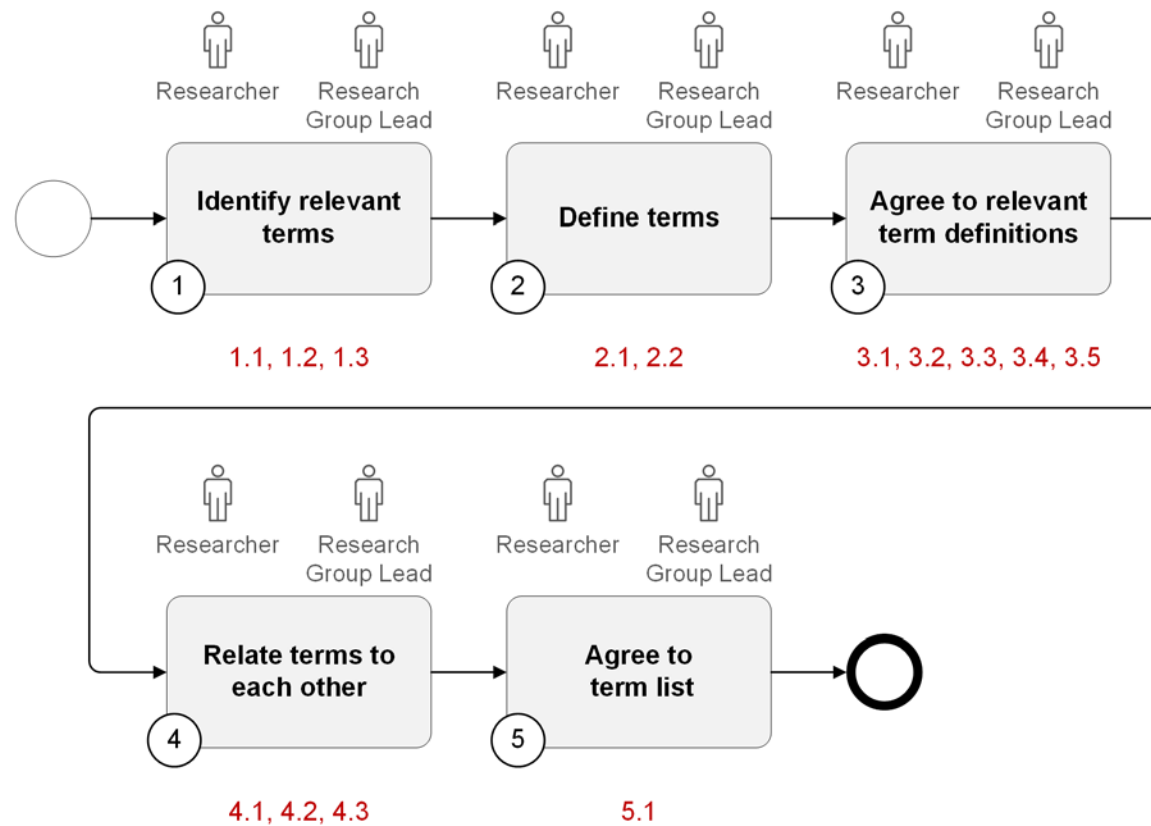 Researcher
Research
Group Lead
Researcher
Research
Group Lead
Researcher
Research
Group Lead
Identify relevant
terms
1
Define terms
2
Agree to relevant
term definitions
3
1.1, 1.2, 1.3
2.1, 2.2
3.1, 3.2, 3.3, 3.4, 3.5
Researcher
Research
Group Lead
Researcher
Research
Group Lead
Relate terms to
each other
4
Agree to
term list
5
4.1, 4.2, 4.3
5.1